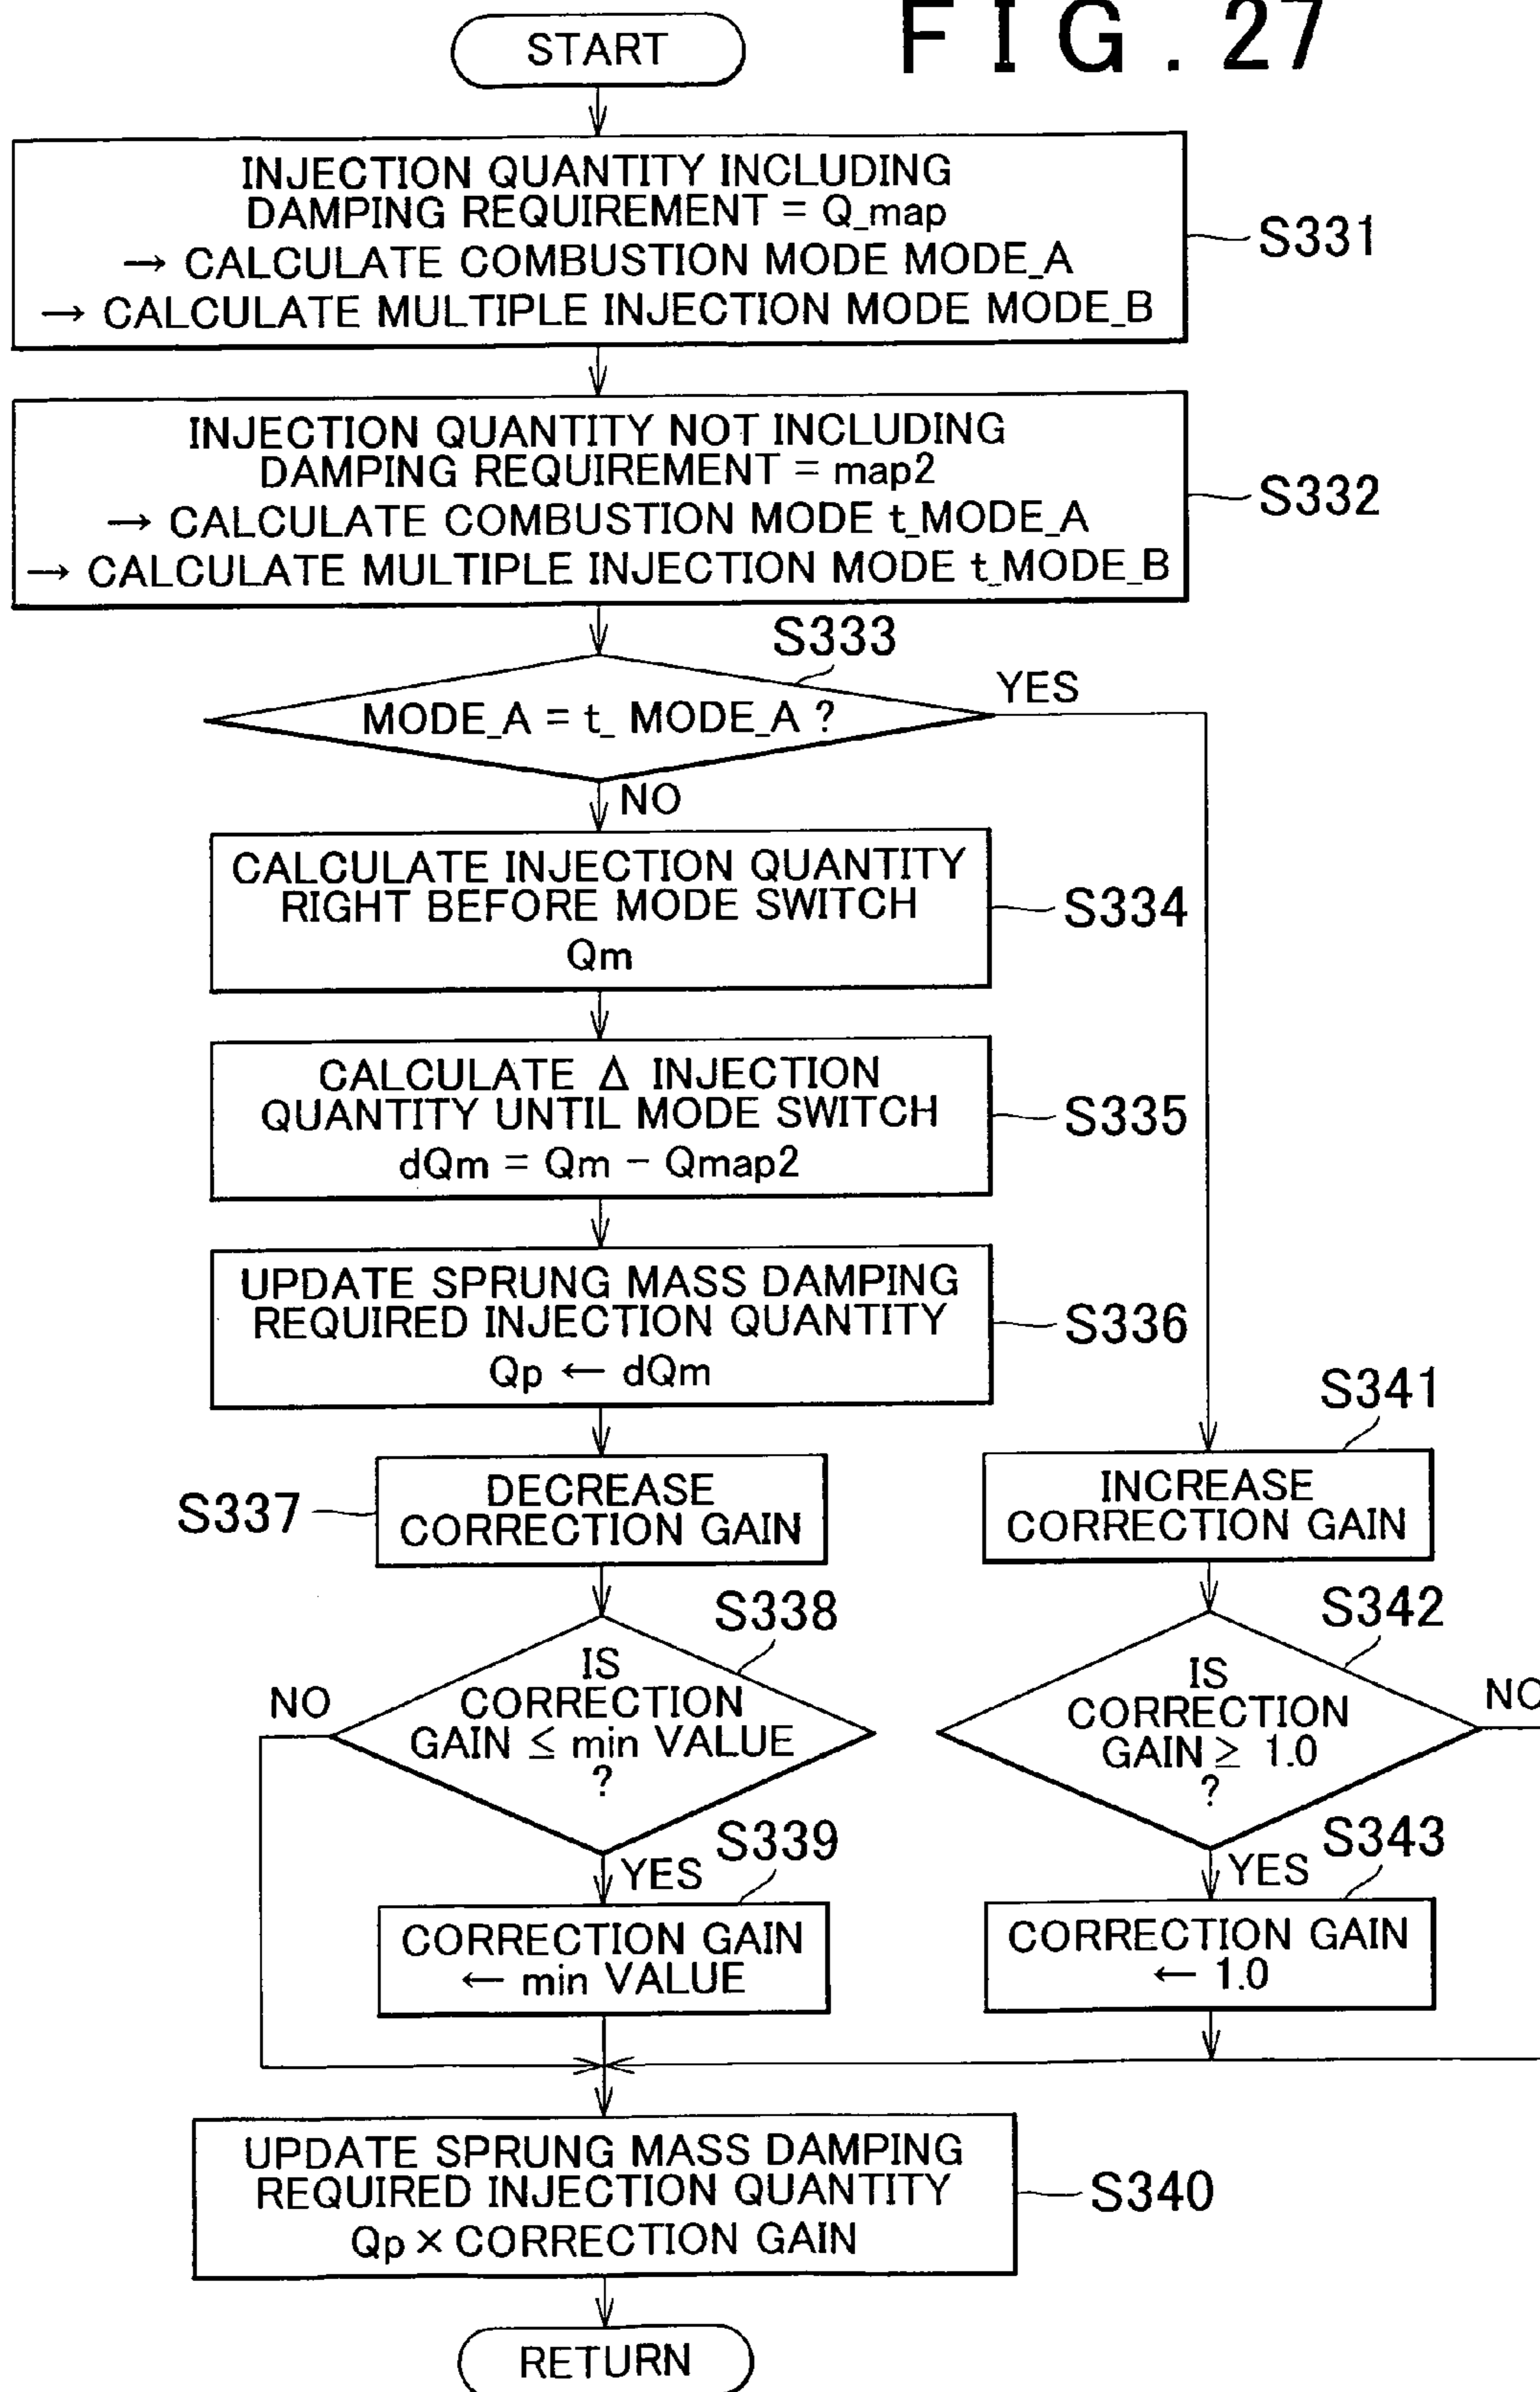 FIG. 27
START
INJECTION QUANTITY INCLUDING
DAMPING REQUIREMENT = Q_map
→ CALCULATE COMBUSTION MODE MODE_A
→ CALCULATE MULTIPLE INJECTION MODE MODE_B
S331
INJECTION QUANTITY NOT INCLUDING
DAMPING REQUIREMENT = map2
→ CALCULATE COMBUSTION MODE t_MODE_A
→ CALCULATE MULTIPLE INJECTION MODE t_MODE_B
S332
S333
MODE_A = t_ MODE_A ?
YES
NO
CALCULATE INJECTION QUANTITY
RIGHT BEFORE MODE SWITCH
Qm
S334
CALCULATE Δ INJECTION
QUANTITY UNTIL MODE SWITCH
dQm = Qm - Qmap2
S335
UPDATE SPRUNG MASS DAMPING
REQUIRED INJECTION QUANTITY
Qp ← dQm
S336
S337
DECREASE
CORRECTION GAIN
S338
IS
CORRECTION
GAIN ≤ min VALUE
?
NO
YES
S339
CORRECTION GAIN
← min VALUE
S341
INCREASE
CORRECTION GAIN
S342
IS
CORRECTION
GAIN ≥ 1.0
?
NO
YES
S343
CORRECTION GAIN
← 1.0
UPDATE SPRUNG MASS DAMPING
REQUIRED INJECTION QUANTITY
Qp × CORRECTION GAIN
S340
RETURN